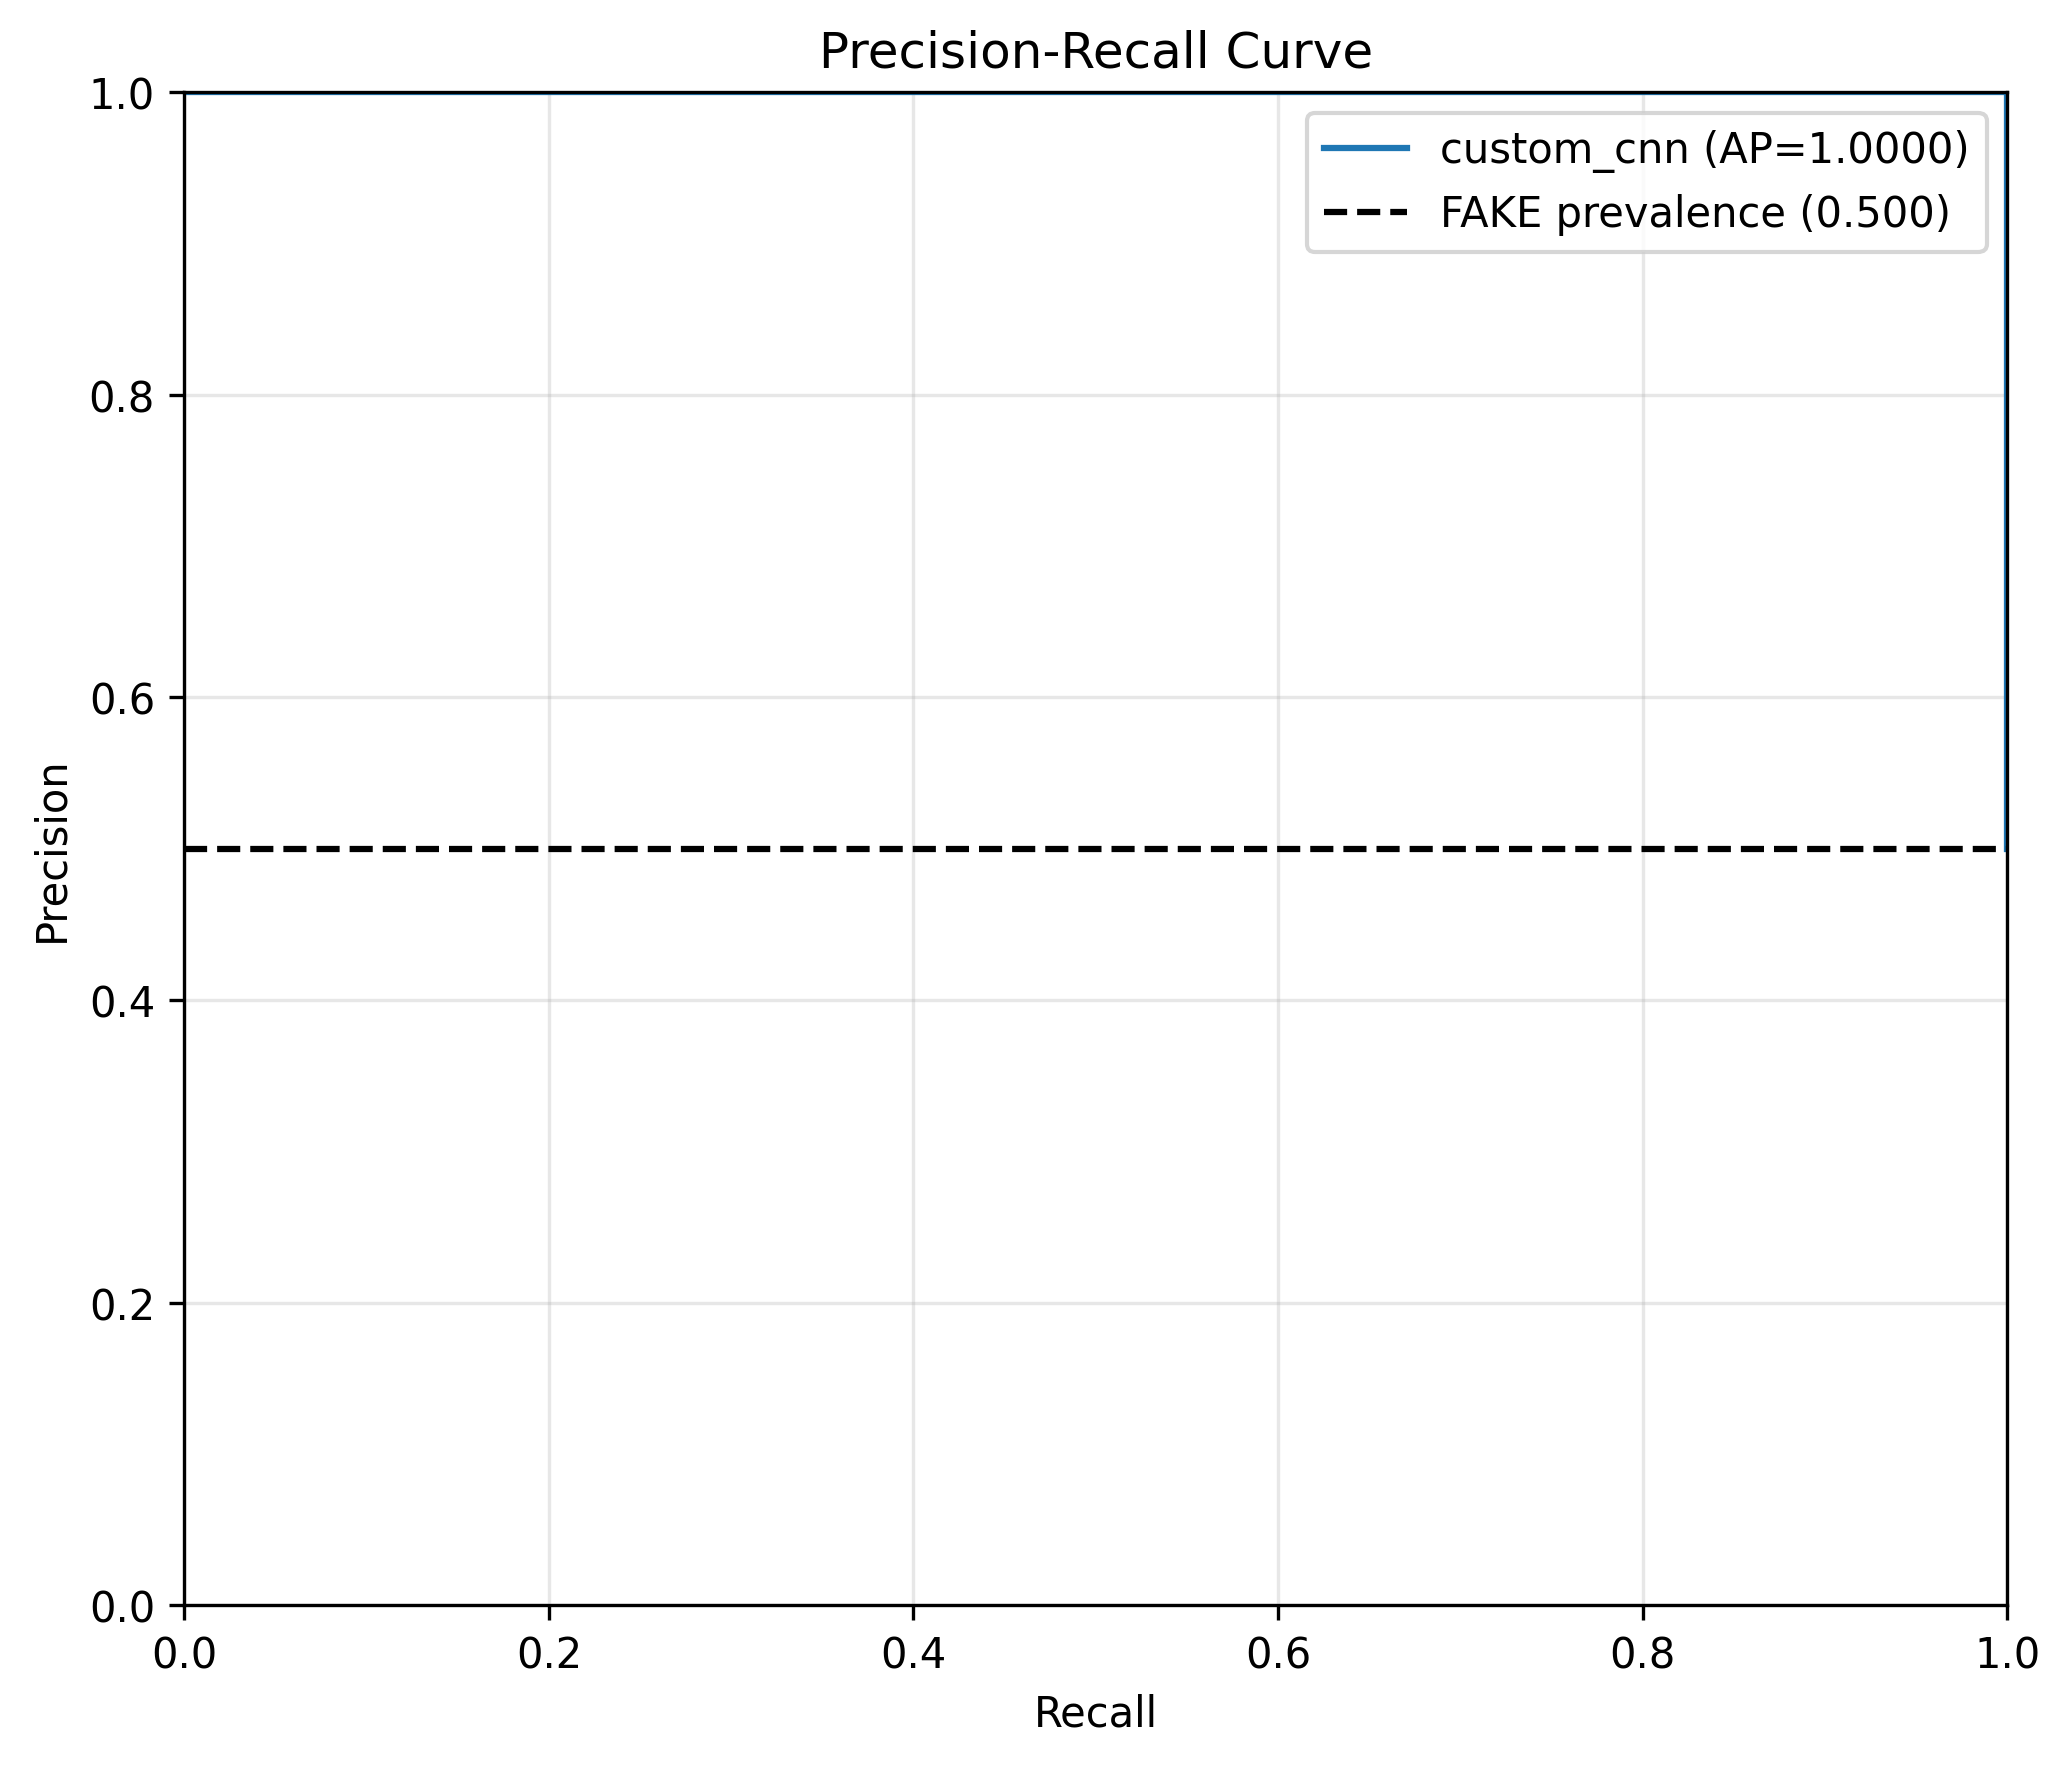 Precision-Recall Curve
custom_cnn (AP=1.0000)
FAKE prevalence (0.500)
1.0
0.8
0.6
0.4
0.2
0.0
Precision
0.0 0.2 0.4 0.6 0.8 1.0
Recall